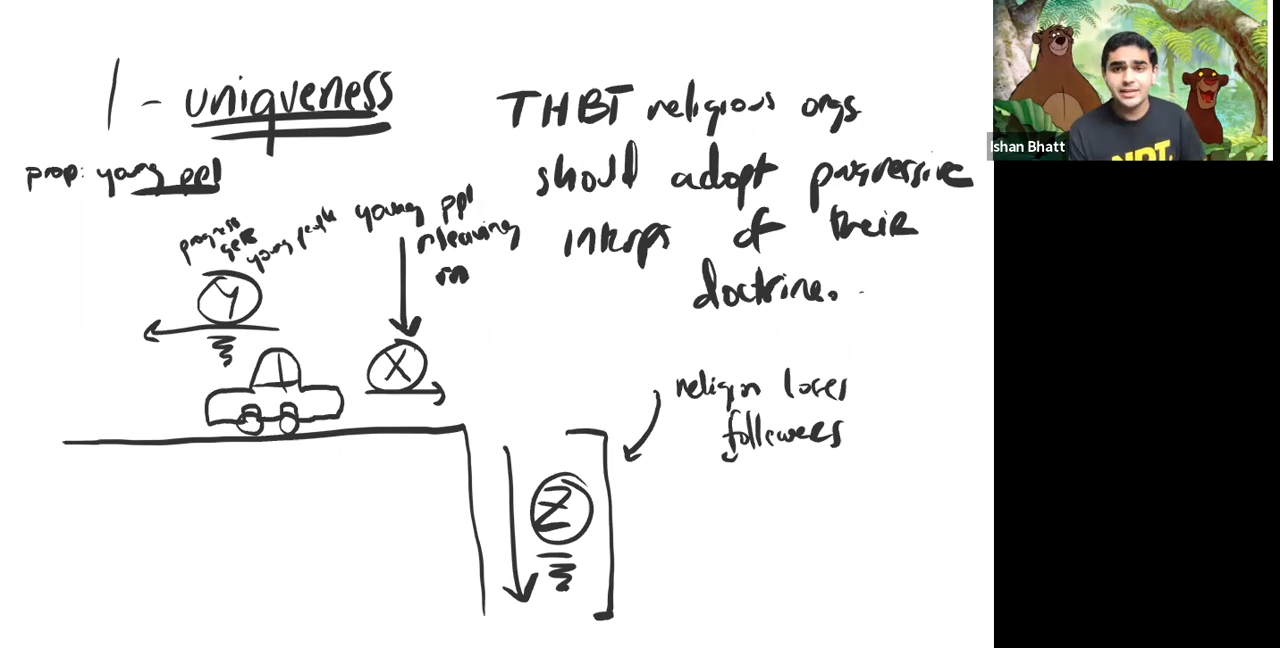 1 - uniqueness
THBT religious orgs
should adopt progressive
interps of their
doctrine.
prop: young ppl
progress
gets
young people
young ppl
leaving
Y
X
religion loses
followers
Z
Ishan Bhatt